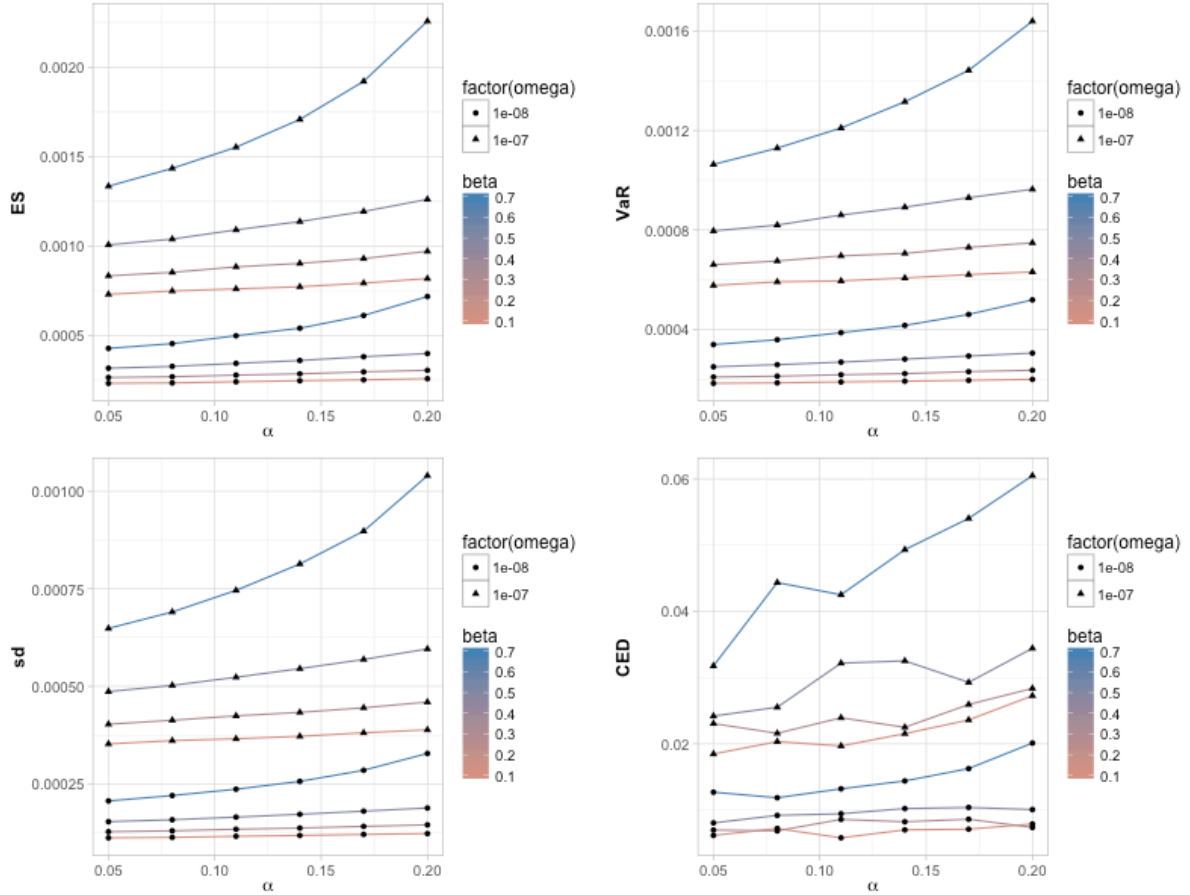 ES
0.0020
0.0015
0.0010
0.0005
0.05 0.10 0.15 0.20
α
factor(omega)
1e-08
1e-07
beta
0.7
0.6
0.5
0.4
0.3
0.2
0.1
VaR
0.0016
0.0012
0.0008
0.0004
0.05 0.10 0.15 0.20
α
factor(omega)
1e-08
1e-07
beta
0.7
0.6
0.5
0.4
0.3
0.2
0.1
sd
0.00100
0.00075
0.00050
0.00025
0.05 0.10 0.15 0.20
α
factor(omega)
1e-08
1e-07
beta
0.7
0.6
0.5
0.4
0.3
0.2
0.1
CED
0.06
0.04
0.02
0.05 0.10 0.15 0.20
α
factor(omega)
1e-08
1e-07
beta
0.7
0.6
0.5
0.4
0.3
0.2
0.1